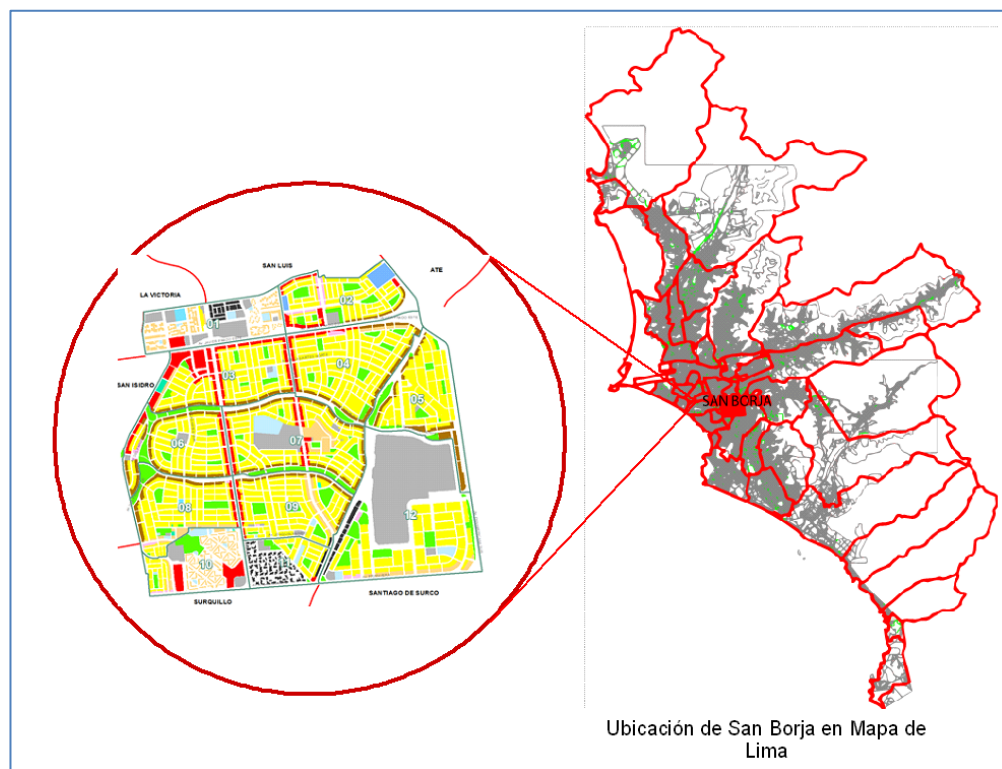 SAN LUIS
ATE
LA VICTORIA
02
01
SAN ISIDRO
03
04
05
06
07
08
09
12
10
SURQUILLO
SANTIAGO DE SURCO
SAN BORJA
Ubicación de San Borja en Mapa de
Lima